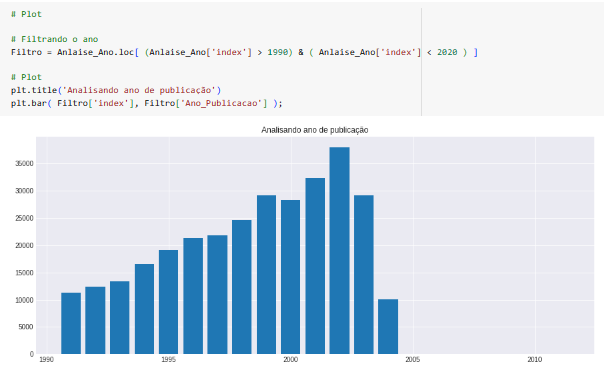 # Plot
# Filtrando o ano
Filtro = Anlaise_Ano.loc[ (Anlaise_Ano['index'] > 1990) & ( Anlaise_Ano['index'] < 2020 ) ]
# Plot
plt.title('Analisando ano de publicação')
plt.bar( Filtro['index'], Filtro['Ano_Publicacao'] );
Analisando ano de publicação
35000
30000
25000
20000
15000
10000
5000
0
1990 1995 2000 2005 2010